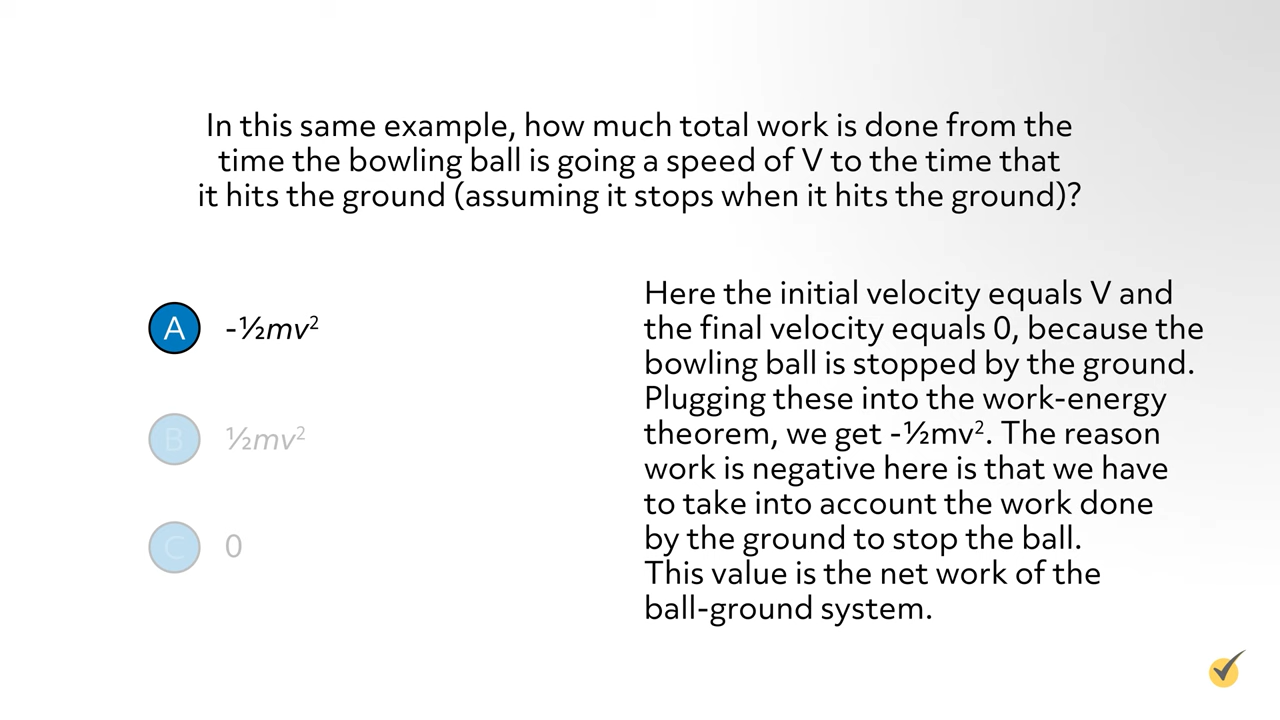 In this same example, how much total work is done from the
time the bowling ball is going a speed of V to the time that
it hits the ground (assuming it stops when it hits the ground)?
A -½mv²
B ½mv²
C 0
Here the initial velocity equals V and
the final velocity equals 0, because the
bowling ball is stopped by the ground.
Plugging these into the work-energy
theorem, we get -½mv². The reason
work is negative here is that we have
to take into account the work done
by the ground to stop the ball.
This value is the net work of the
ball-ground system.